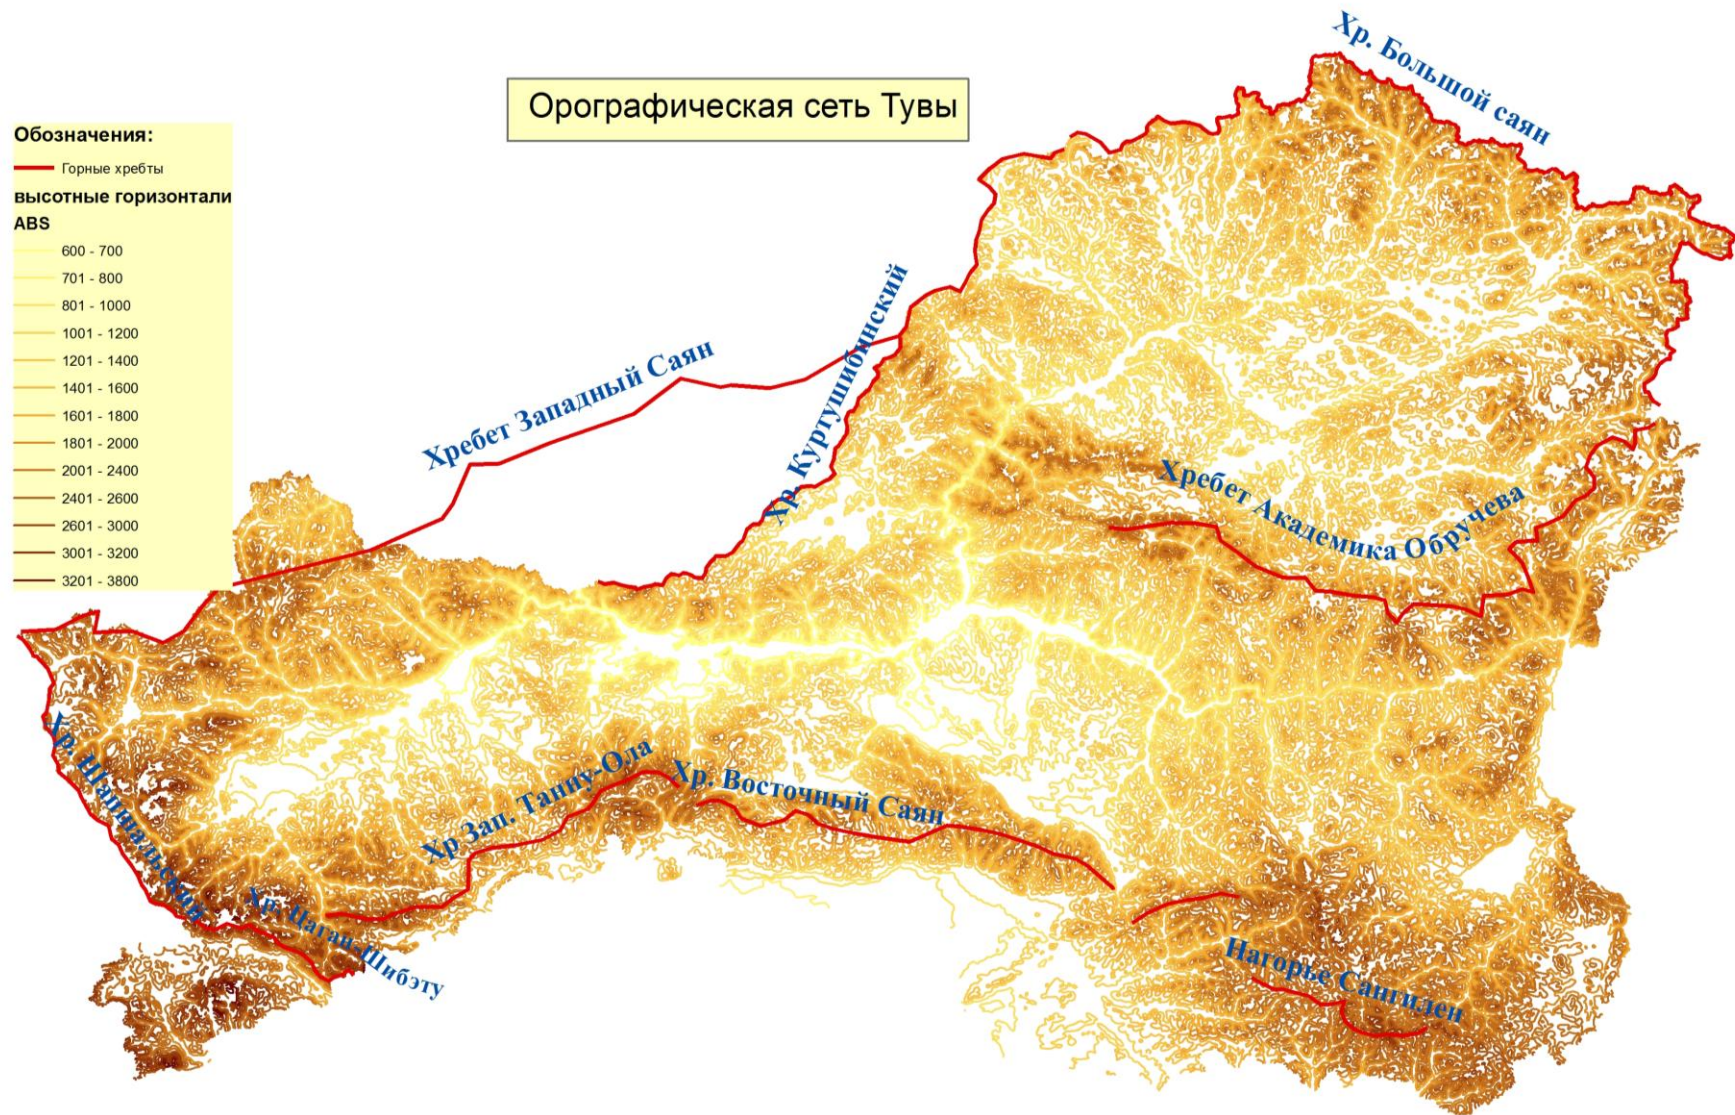 Орографическая сеть Тувы
Обозначения:
Горные хребты
высотные горизонтали
ABS
600 - 700
701 - 800
801 - 1000
1001 - 1200
1201 - 1400
1401 - 1600
1601 - 1800
1801 - 2000
2001 - 2400
2401 - 2600
2601 - 3000
3001 - 3200
3201 - 3800
Хр. Большой саян
Хребет Западный Саян
Хр. Куртушибинский
Хребет Академика Обручева
Хр. Шапшальский
Хр Зап. Танну-Ола
Хр. Восточный Саян
Хр. Цаган-Шибэту
Нагорье Сангилен